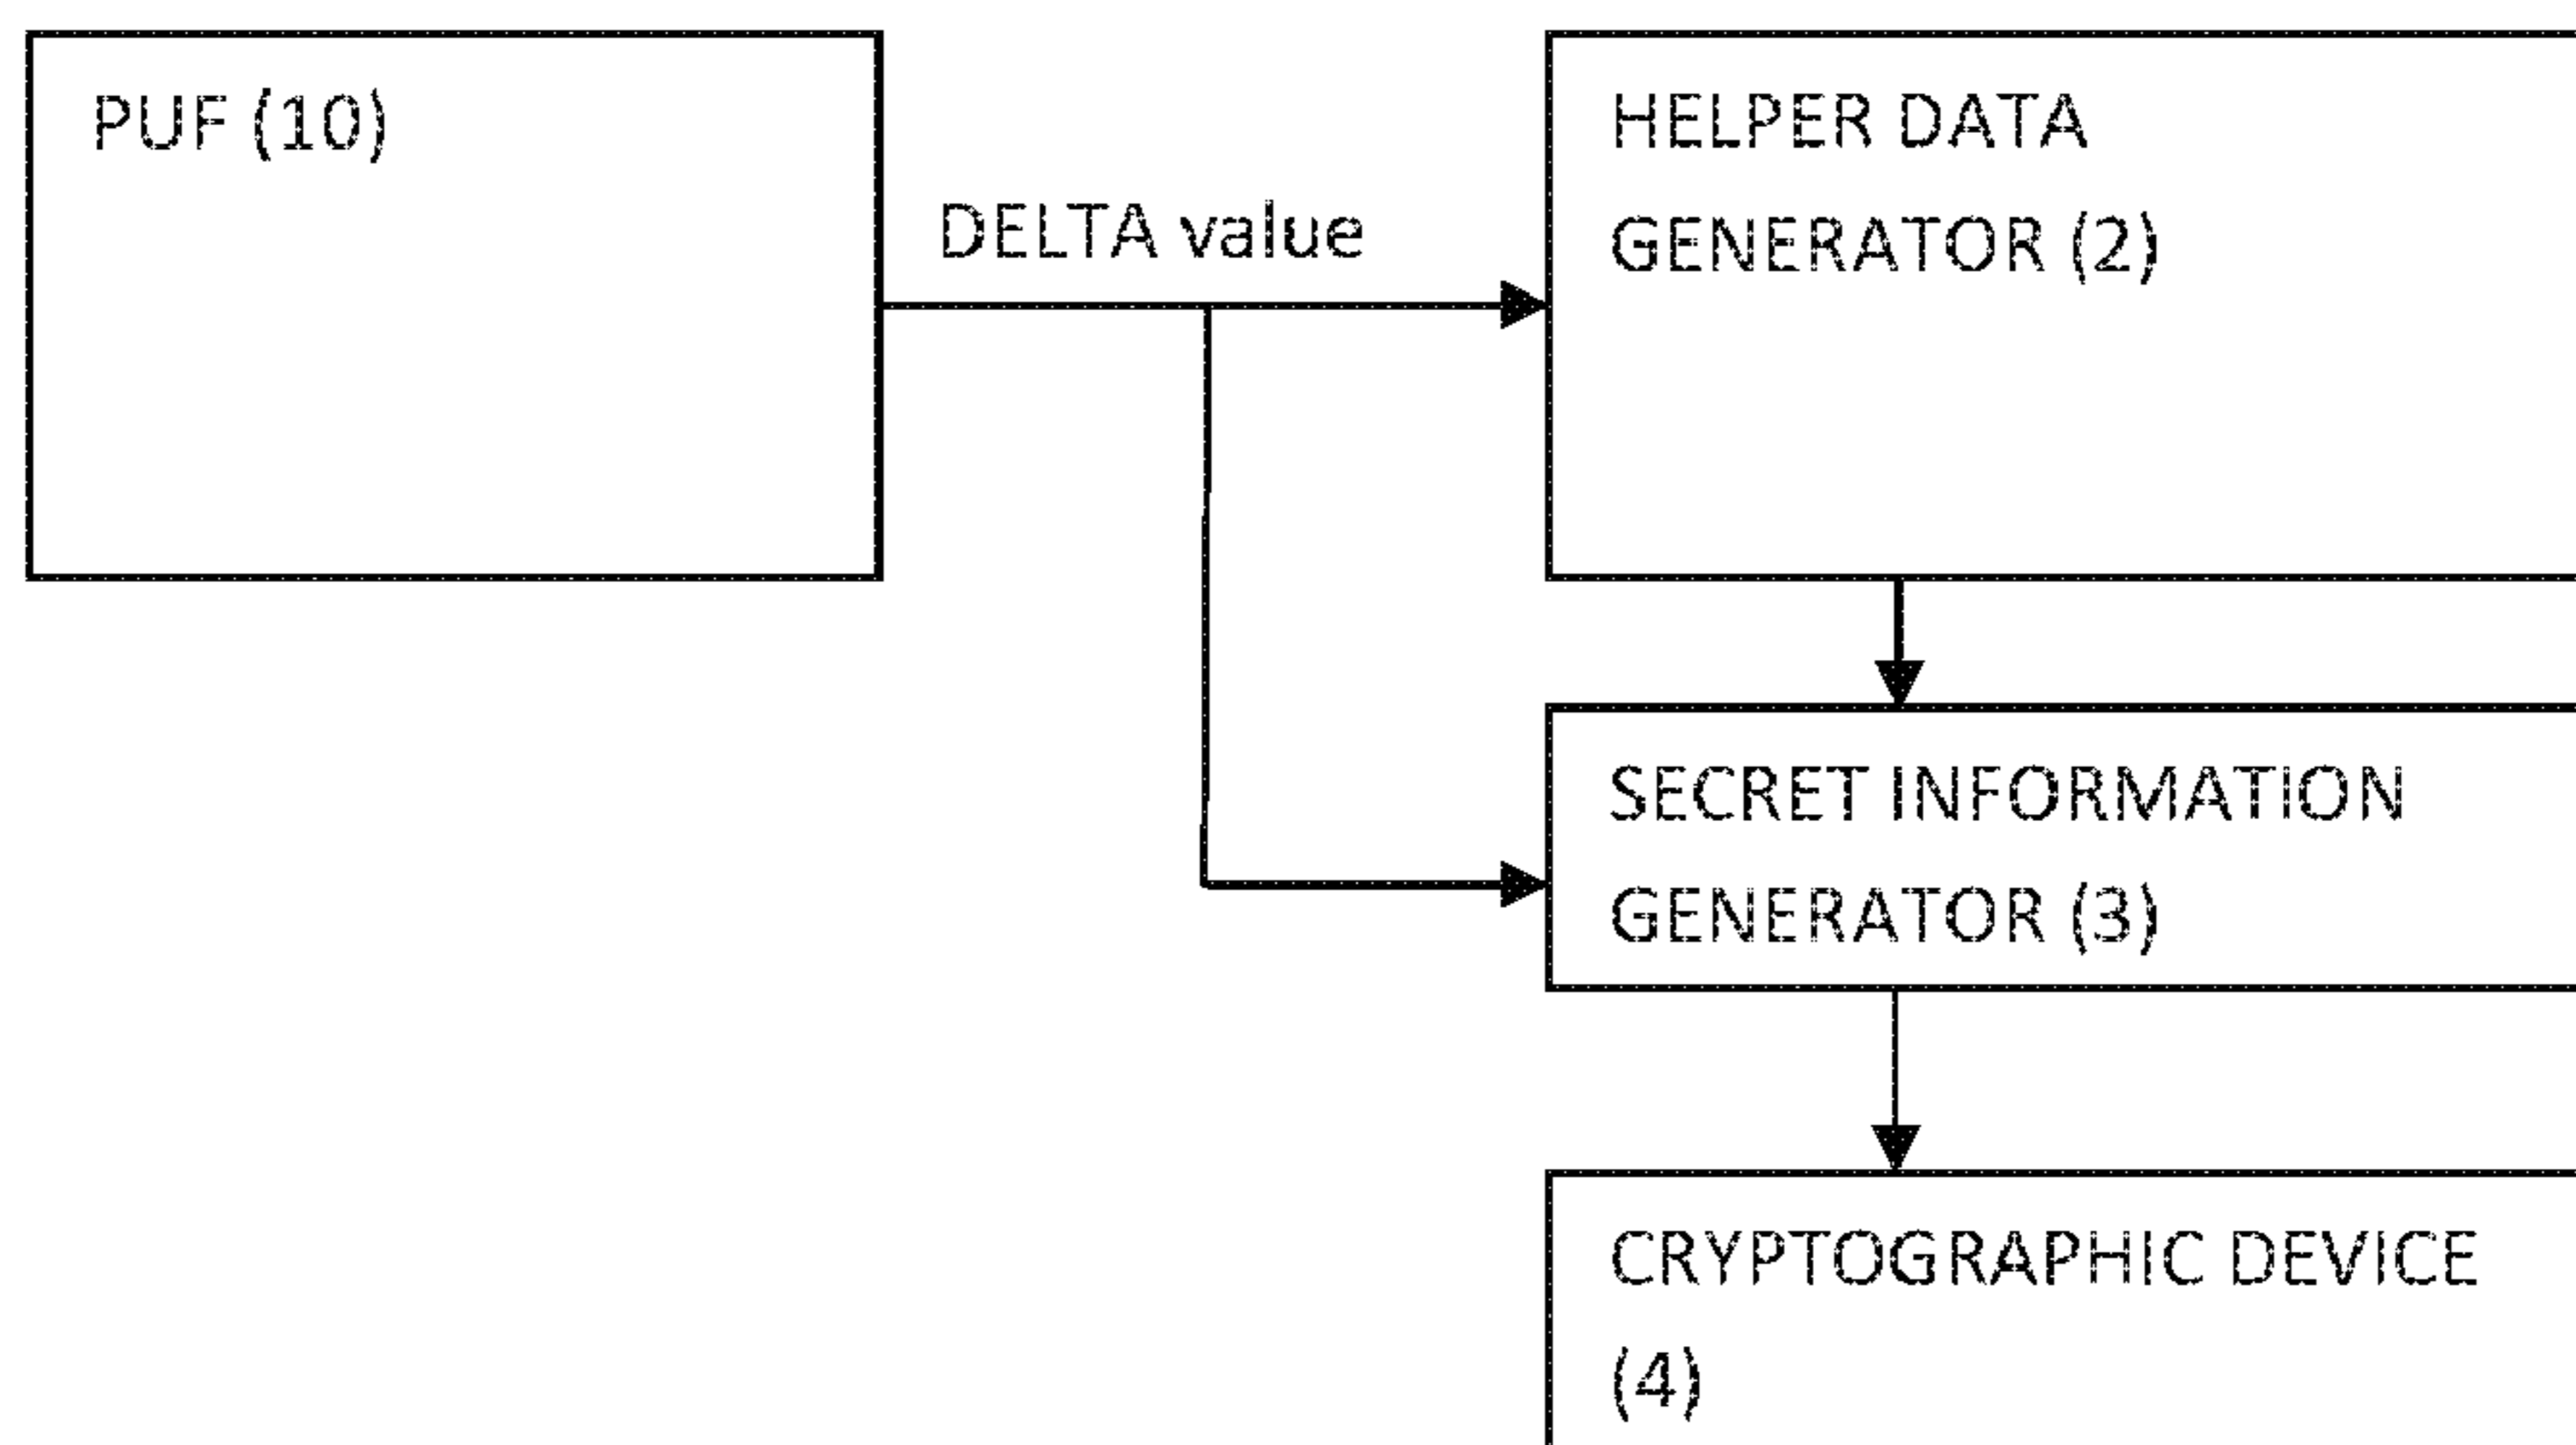 PUF (10)
DELTA value
HELPER DATA
GENERATOR (2)
SECRET INFORMATION
GENERATOR (3)
CRYPTOGRAPHIC DEVICE
(4)